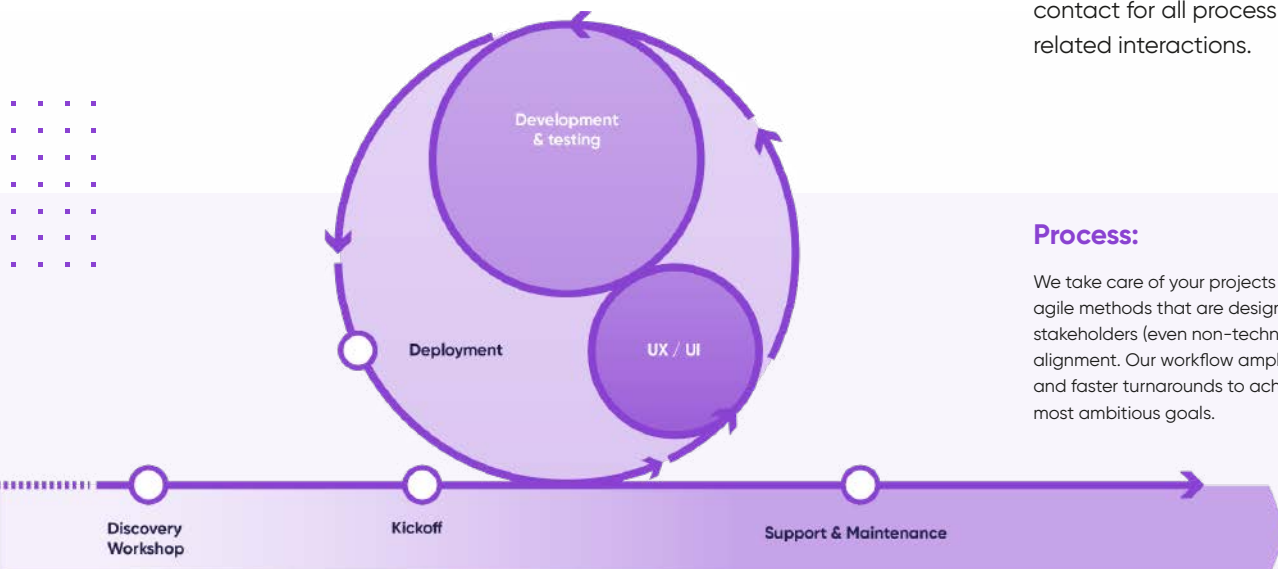 contact for all process
related interactions.
Development
& testing
Process:
We take care of your projects
agile methods that are design
stakeholders (even non-techn
alignment. Our workflow ampl
and faster turnarounds to ach
most ambitious goals.
Deployment
UX / UI
Discovery
Workshop
Kickoff
Support & Maintenance